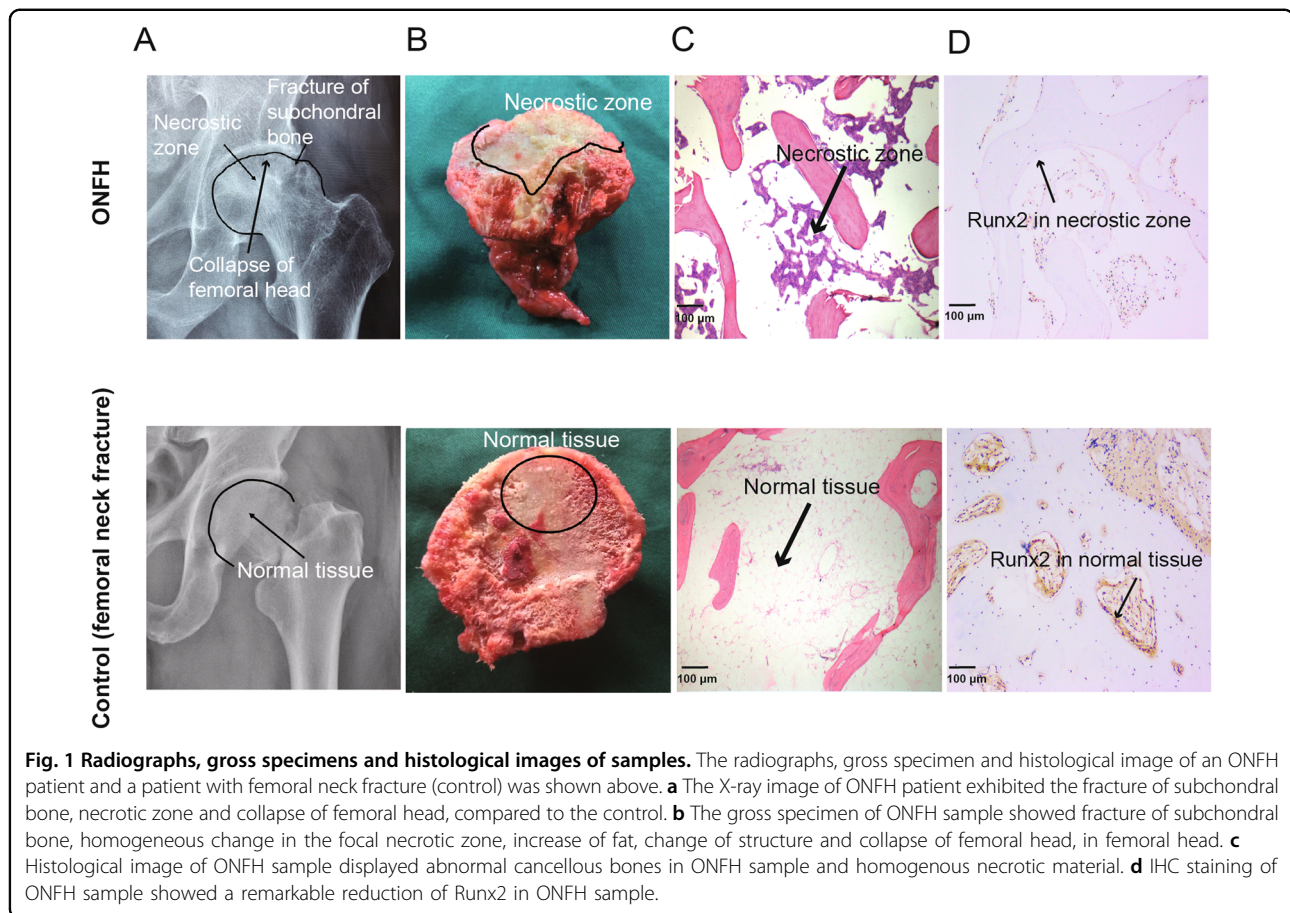 A
B
C
D
ONFH
Necrostic
zone
Fracture of
subchondral
bone
Collapse of
femoral head
Necrostic zone
Necrostic zone
100 µm
Runx2 in necrostic zone
100 µm
Control (femoral neck fracture)
Normal tissue
Normal tissue
Normal tissue
100 µm
Runx2 in normal tissue
100 µm
Fig. 1 Radiographs, gross specimens and histological images of samples. The radiographs, gross specimen and histological image of an ONFH
patient and a patient with femoral neck fracture (control) was shown above. a The X-ray image of ONFH patient exhibited the fracture of subchondral
bone, necrotic zone and collapse of femoral head, compared to the control. b The gross specimen of ONFH sample showed fracture of subchondral
bone, homogeneous change in the focal necrotic zone, increase of fat, change of structure and collapse of femoral head, in femoral head. c
Histological image of ONFH sample displayed abnormal cancellous bones in ONFH sample and homogenous necrotic material. d IHC staining of
ONFH sample showed a remarkable reduction of Runx2 in ONFH sample.